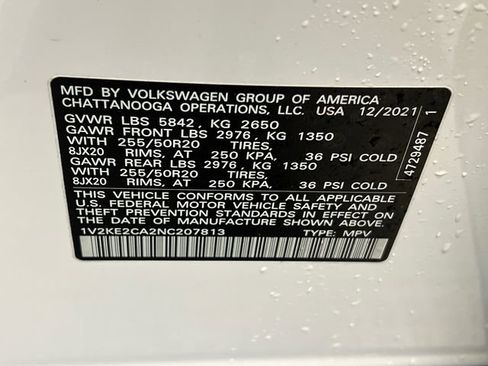 MFD BY VOLKSWAGEN GROUP OF AMERICA
CHATTANOOGA OPERATIONS, LLC. USA 12/2021
GVWR LBS 5842, KG 2650
GAWR FRONT LBS 2976, KG 1350
WITH 255/50R20 TIRES,
8JX20 RIMS, AT 250 KPA, 36 PSI COLD
GAWR REAR LBS 2976, KG 1350
WITH 255/50R20 TIRES,
8JX20 RIMS, AT 250 KPA, 36 PSI COLD
THIS VEHICLE CONFORMS TO ALL APPLICABLE
U.S. FEDERAL MOTOR VEHICLE SAFETY AND
THEFT PREVENTION STANDARDS IN EFFECT ON
THE DATE OF MANUFACTURE SHOWN ABOVE
1V2KE2CA2NC207813 TYPE: MPV
4729487 1